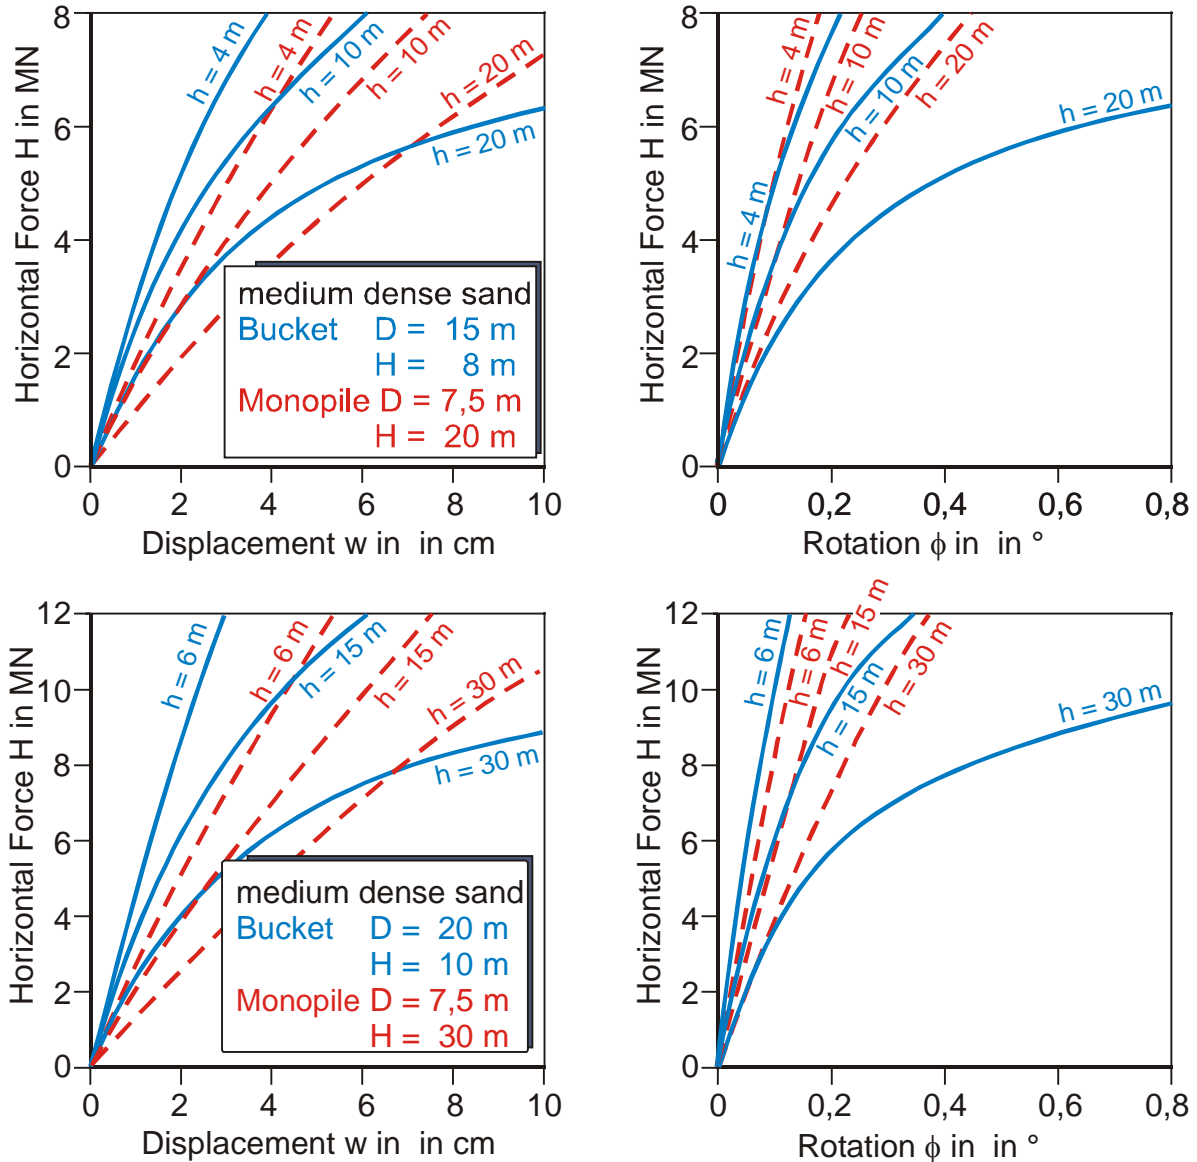 Horizontal Force H in MN
8
6
4
2
0
0 2 4 6 8 10
Displacement w in in cm
h = 4 m
h = 4 m
h = 10 m
h = 10 m
h = 20 m
h = 20 m
medium dense sand
Bucket D = 15 m
H = 8 m
Monopile D = 7,5 m
H = 20 m
Horizontal Force H in MN
8
6
4
2
0
0 0,2 0,4 0,6 0,8
Rotation ϕ in in °
h = 4 m
h = 10 m
h = 10 m
h = 20 m
h = 20 m
h = 4 m
Horizontal Force H in MN
12
10
8
6
4
2
0
0 2 4 6 8 10
Displacement w in in cm
h = 6 m
h = 6 m
h = 15 m
h = 15 m
h = 30 m
h = 30 m
medium dense sand
Bucket D = 20 m
H = 10 m
Monopile D = 7,5 m
H = 30 m
Horizontal Force H in MN
12
10
8
6
4
2
0
0 0,2 0,4 0,6 0,8
Rotation ϕ in in °
h = 6 m
h = 6 m
h = 15 m
h = 15 m
h = 30 m
h = 30 m